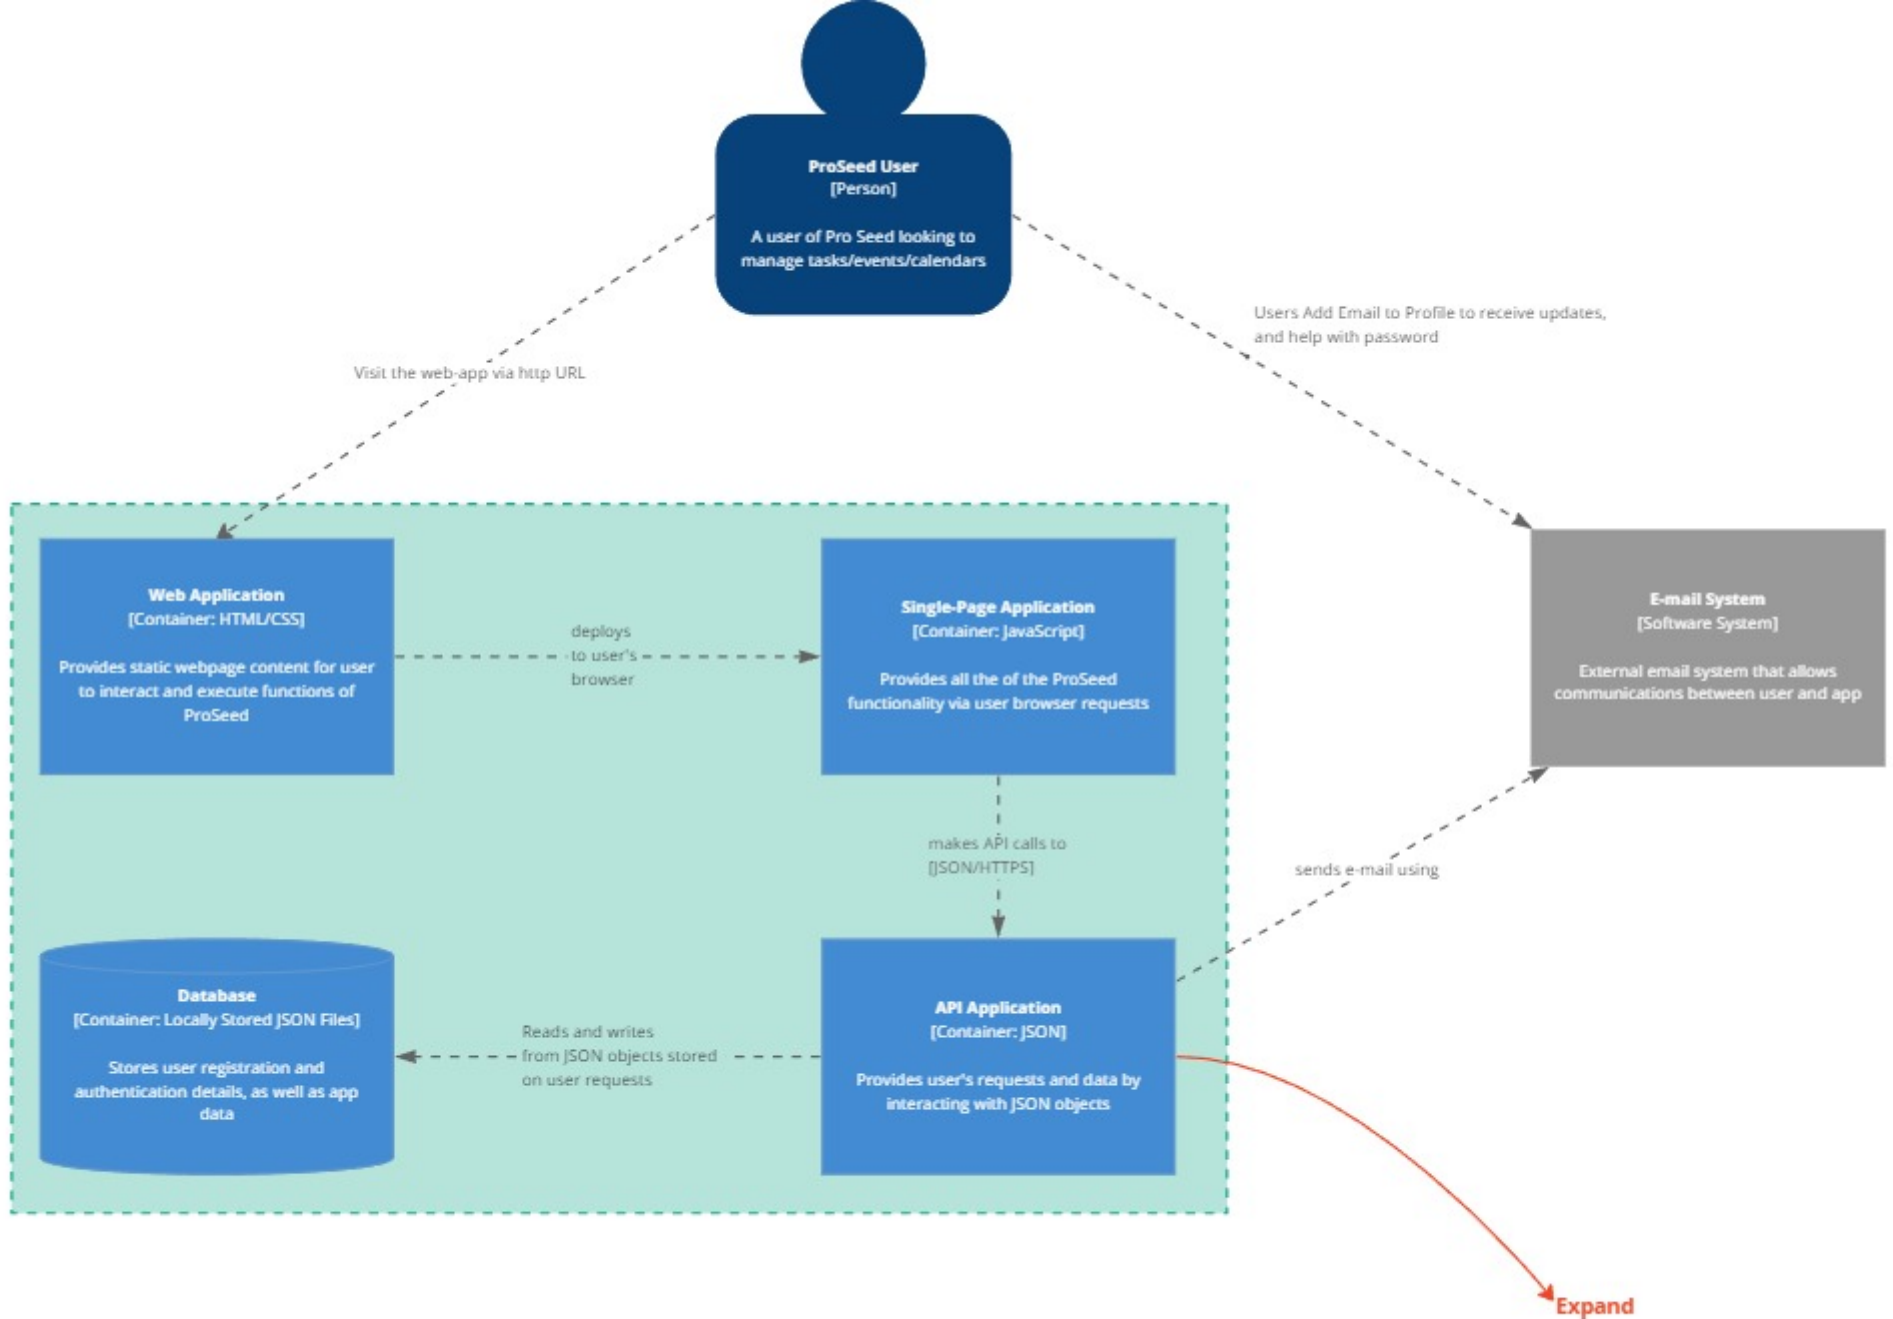 ProSeed User
[Person]
A user of Pro Seed looking to
manage tasks/events/calendars
Users Add Email to Profile to receive updates,
and help with password
Visit the web-app via http URL
Web Application
[Container: HTML/CSS]
Provides static webpage content for user
to interact and execute functions of
ProSeed
deploys
to user's
browser
Single-Page Application
[Container: JavaScript]
Provides all the of the ProSeed
functionality via user browser requests
E-mail System
[Software System]
External email system that allows
communications between user and app
makes API calls to
[JSON/HTTPS]
sends e-mail using
Database
[Container: Locally Stored JSON Files]
Stores user registration and
authentication details, as well as app
data
Reads and writes
from JSON objects stored
on user requests
API Application
[Container: JSON]
Provides user's requests and data by
interacting with JSON objects
Expand